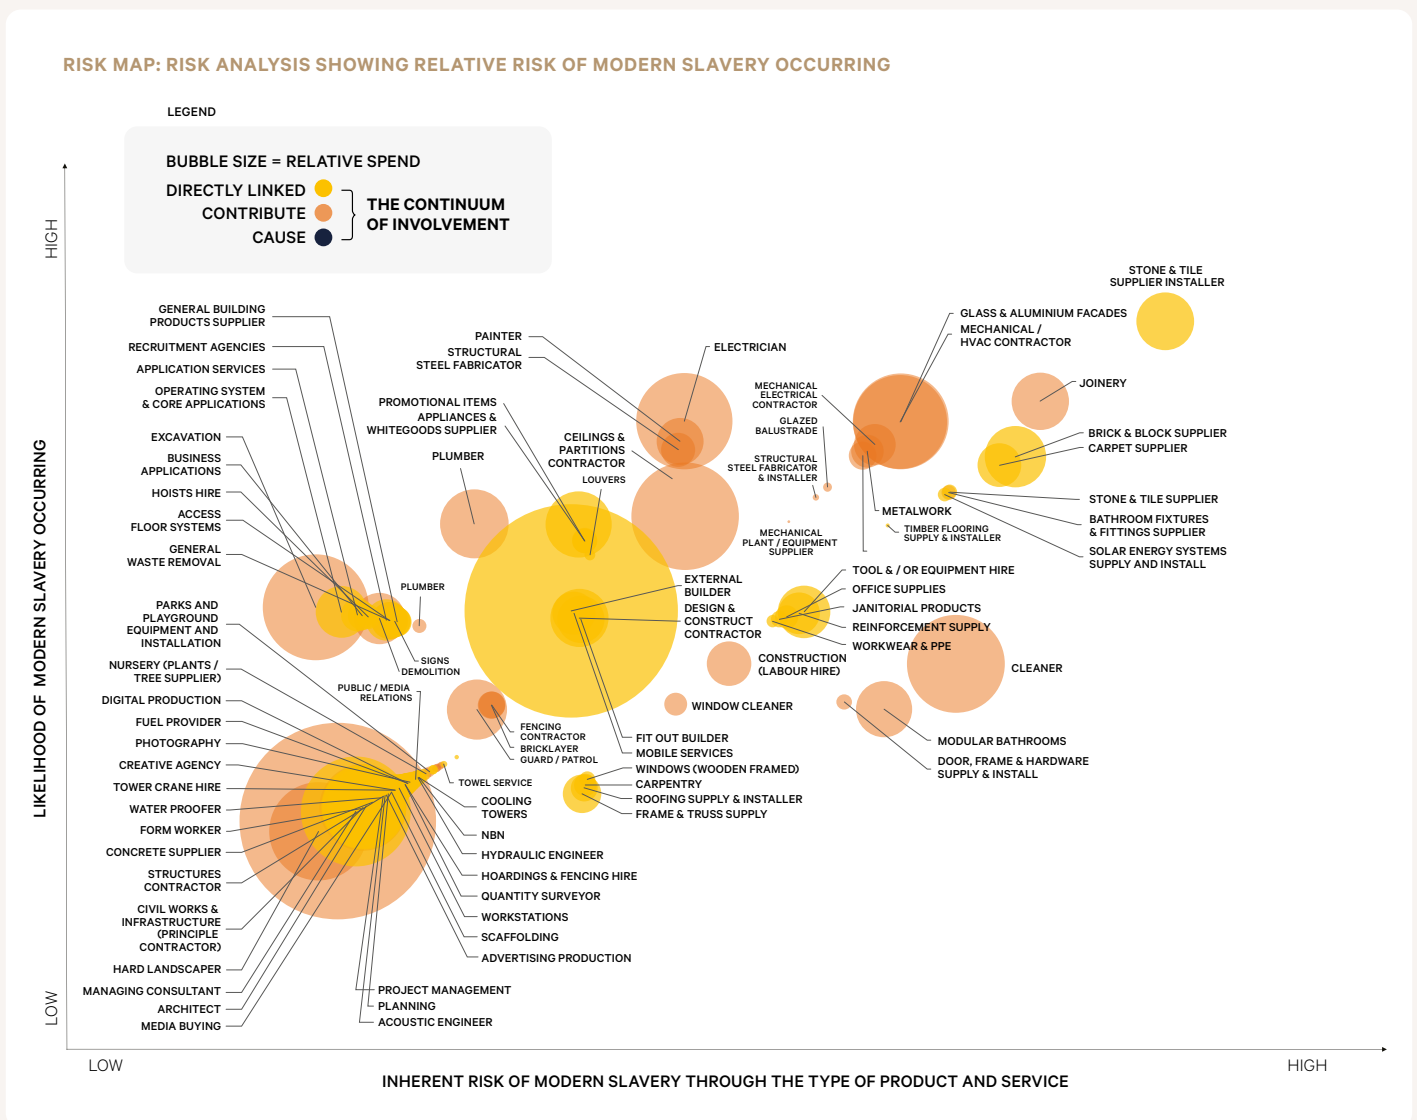 RISK MAP: RISK ANALYSIS SHOWING RELATIVE RISK OF MODERN SLAVERY OCCURRING
LEGEND
BUBBLE SIZE = RELATIVE SPEND
DIRECTLY LINKED
CONTRIBUTE
CAUSE
THE CONTINUUM
OF INVOLVEMENT
HIGH
LIKELIHOOD OF MODERN SLAVERY OCCURRING
LOW
GENERAL BUILDING
PRODUCTS SUPPLIER
RECRUITMENT AGENCIES
APPLICATION SERVICES
OPERATING SYSTEM
& CORE APPLICATIONS
EXCAVATION
BUSINESS
APPLICATIONS
HOISTS HIRE
ACCESS
FLOOR SYSTEMS
GENERAL
WASTE REMOVAL
PARKS AND
PLAYGROUND
EQUIPMENT AND
INSTALLATION
NURSERY (PLANTS /
TREE SUPPLIER)
DIGITAL PRODUCTION
FUEL PROVIDER
PHOTOGRAPHY
CREATIVE AGENCY
TOWER CRANE HIRE
WATER PROOFER
FORM WORKER
CONCRETE SUPPLIER
STRUCTURES
CONTRACTOR
CIVIL WORKS &
INFRASTRUCTURE
(PRINCIPLE
CONTRACTOR)
HARD LANDSCAPER
MANAGING CONSULTANT
ARCHITECT
MEDIA BUYING
PAINTER
STRUCTURAL
STEEL FABRICATOR
PROMOTIONAL ITEMS
APPLIANCES &
WHITEGOODS SUPPLIER
PLUMBER
CEILINGS &
PARTITIONS
CONTRACTOR
LOUVERS
ELECTRICIAN
PLUMBER
SIGNS
DEMOLITION
PUBLIC / MEDIA
RELATIONS
FENCING
CONTRACTOR
BRICKLAYER
GUARD / PATROL
TOWEL SERVICE
COOLING
TOWERS
NBN
HYDRAULIC ENGINEER
HOARDINGS & FENCING HIRE
QUANTITY SURVEYOR
WORKSTATIONS
SCAFFOLDING
ADVERTISING PRODUCTION
PROJECT MANAGEMENT
PLANNING
ACOUSTIC ENGINEER
EXTERNAL
BUILDER
DESIGN &
CONSTRUCT
CONTRACTOR
CONSTRUCTION
(LABOUR HIRE)
WINDOW CLEANER
FIT OUT BUILDER
MOBILE SERVICES
WINDOWS (WOODEN FRAMED)
CARPENTRY
ROOFING SUPPLY & INSTALLER
FRAME & TRUSS SUPPLY
MECHANICAL
ELECTRICAL
CONTRACTOR
GLAZED
BALUSTRADE
STRUCTURAL
STEEL FABRICATOR
& INSTALLER
MECHANICAL
PLANT / EQUIPMENT
SUPPLIER
METALWORK
TIMBER FLOORING
SUPPLY & INSTALLER
TOOL & / OR EQUIPMENT HIRE
OFFICE SUPPLIES
JANITORIAL PRODUCTS
REINFORCEMENT SUPPLY
WORKWEAR & PPE
CLEANER
MODULAR BATHROOMS
DOOR, FRAME & HARDWARE
SUPPLY & INSTALL
STONE & TILE
SUPPLIER INSTALLER
GLASS & ALUMINIUM FACADES
MECHANICAL /
HVAC CONTRACTOR
JOINERY
BRICK & BLOCK SUPPLIER
CARPET SUPPLIER
STONE & TILE SUPPLIER
BATHROOM FIXTURES
& FITTINGS SUPPLIER
SOLAR ENERGY SYSTEMS
SUPPLY AND INSTALL
LOW
HIGH
INHERENT RISK OF MODERN SLAVERY THROUGH THE TYPE OF PRODUCT AND SERVICE